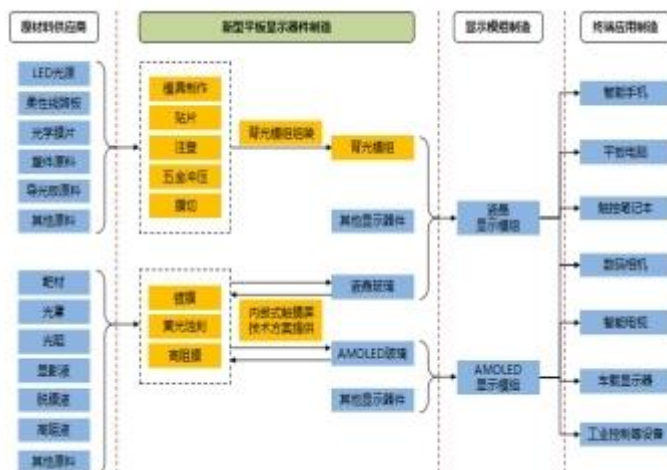 原材料供应商
新型平板显示器件制造
显示模组制造
终端应用制造
LED光源
柔性线路板
光学膜片
塑件原料
导光胶原料
其他原料
模具制作
贴片
注塑
五金冲压
模切
背光模组组装
背光模组
其他显示器件
液晶玻璃
液晶
显示模组
靶材
光罩
光阻
显影液
脱膜液
高阻液
其他原料
镀膜
黄光蚀刻
高阻膜
内嵌式触摸屏
技术方案提供
AMOLED玻璃
其他显示器件
AMOLED
显示模组
智能手机
平板电脑
触控笔记本
数码相机
智能电视
车载显示器
工业控制等设备